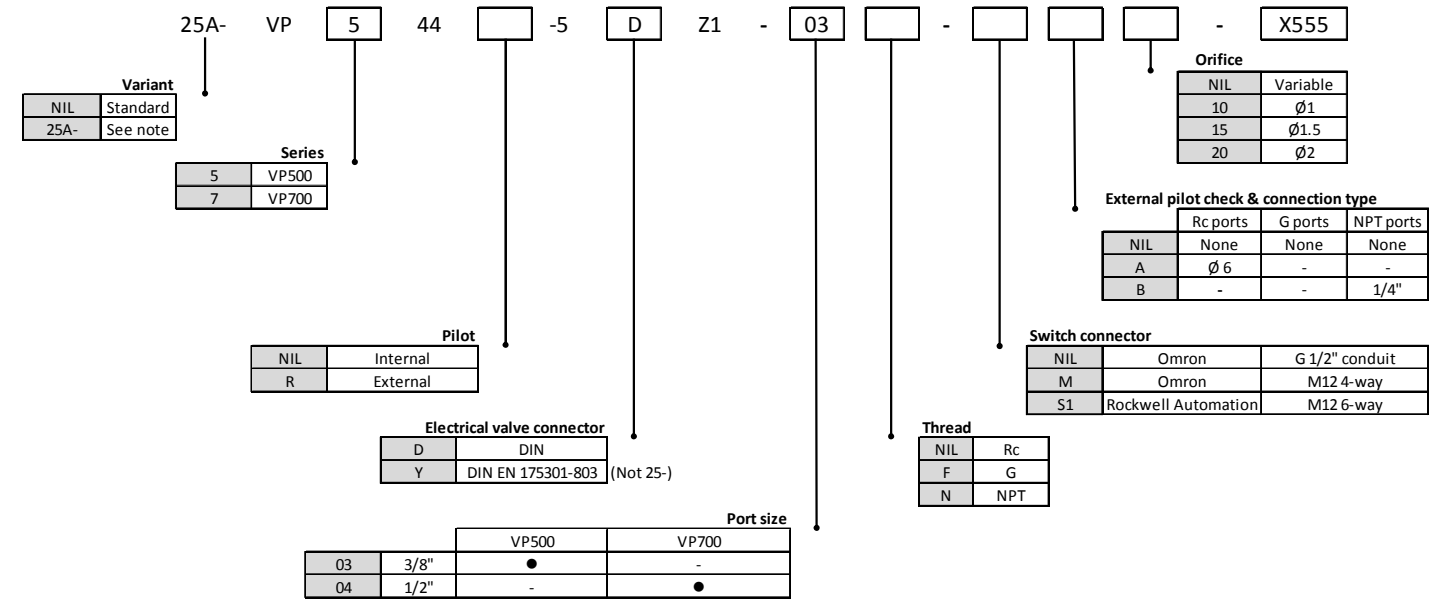 25A- VP 5 44 -5 D Z1 - 03 - - X555
Orifice
NIL Variable
10 Ø1
15 Ø1.5
20 Ø2
Variant
NIL Standard
25A- See note
Series
5 VP500
7 VP700
External pilot check & connection type
Rc ports G ports NPT ports
NIL None None None
A Ø 6 - -
B - - 1/4"
Pilot
NIL Internal
R External
Switch connector
NIL Omron G 1/2" conduit
M Omron M12 4-way
S1 Rockwell Automation M12 6-way
Electrical valve connector
D DIN
Y DIN EN 175301-803 (Not 25-)
Thread
NIL Rc
F G
N NPT
Port size
VP500 VP700
03 3/8" ● -
04 1/2" - ●